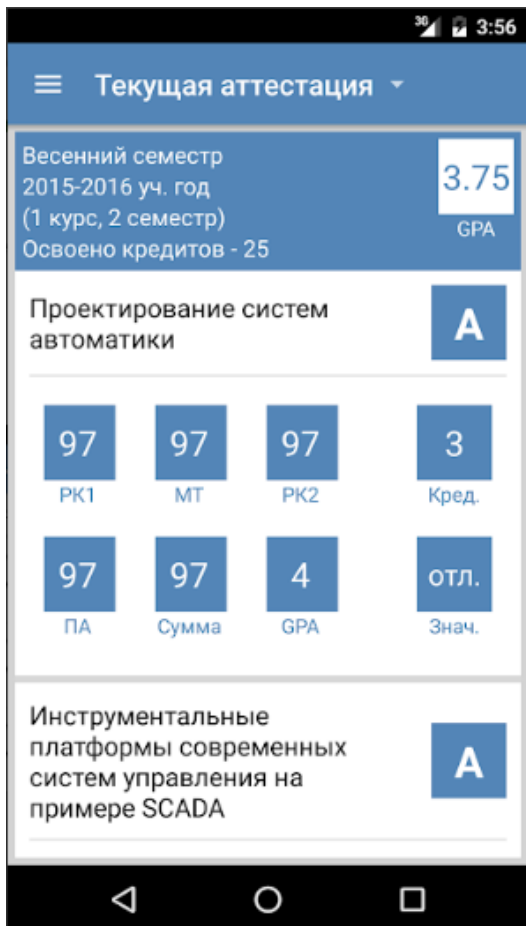 3G 3:56
Текущая аттестация
Весенний семестр
2015-2016 уч. год
(1 курс, 2 семестр)
Освоено кредитов - 25
3.75
GPA
Проектирование систем
автоматики
A
97 97 97 3
РК1 МТ РК2 Кред.
97 97 4 отл.
ПА Сумма GPA Знач.
Инструментальные
платформы современных
систем управления на
примере SCADA
A